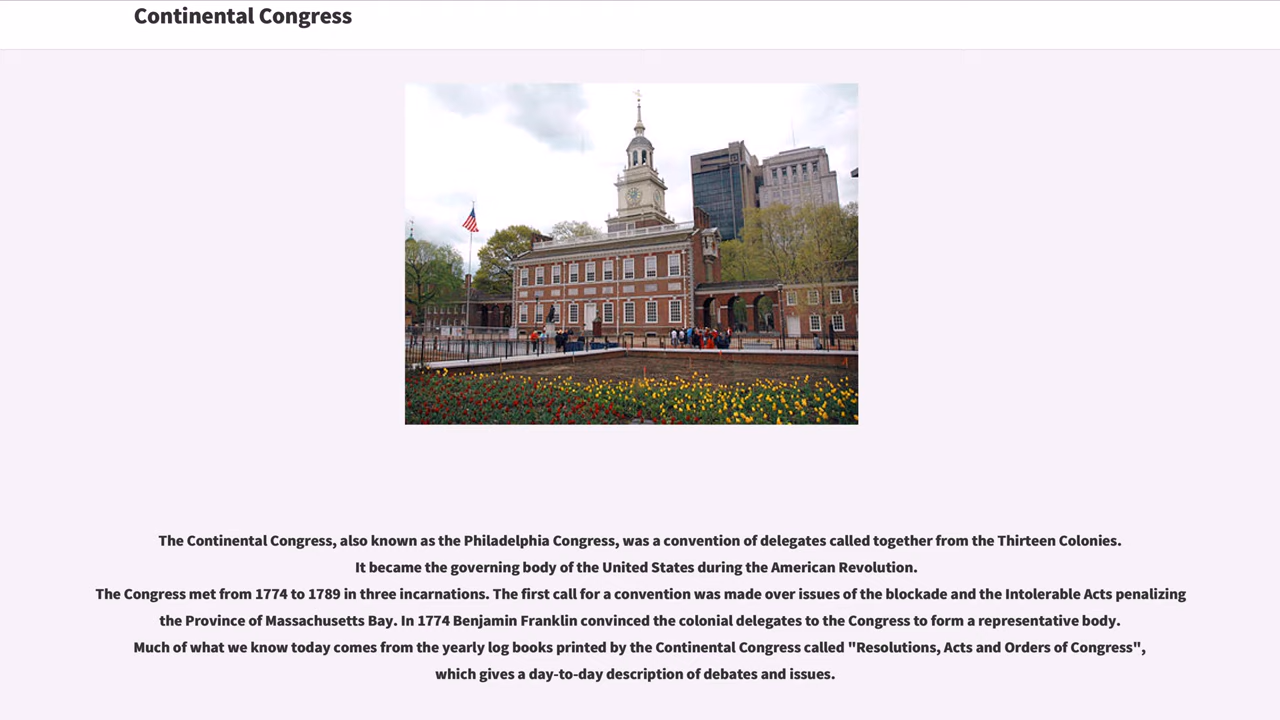 Continental Congress
The Continental Congress, also known as the Philadelphia Congress, was a convention of delegates called together from the Thirteen Colonies.
It became the governing body of the United States during the American Revolution.
The Congress met from 1774 to 1789 in three incarnations. The first call for a convention was made over issues of the blockade and the Intolerable Acts penalizing
the Province of Massachusetts Bay. In 1774 Benjamin Franklin convinced the colonial delegates to the Congress to form a representative body.
Much of what we know today comes from the yearly log books printed by the Continental Congress called "Resolutions, Acts and Orders of Congress",
which gives a day-to-day description of debates and issues.